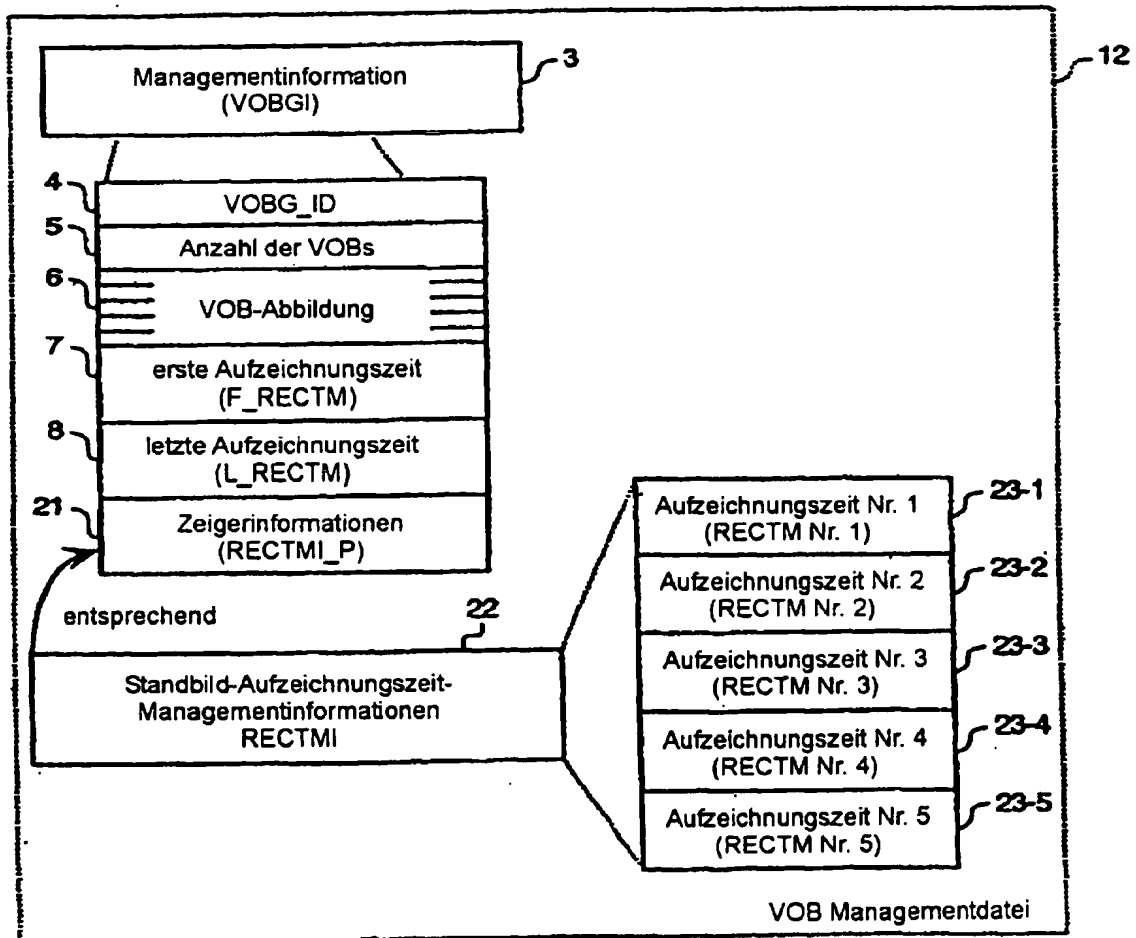 Managementinformation
(VOBGI)
3
12
4
VOBG_ID
5
Anzahl der VOBs
6
VOB-Abbildung
7
erste Aufzeichnungszeit
(F_RECTM)
8
letzte Aufzeichnungszeit
(L_RECTM)
21
Zeigerinformationen
(RECTMI_P)
entsprechend
22
Standbild-Aufzeichnungszeit-
Managementinformationen
RECTMI
Aufzeichnungszeit Nr. 1
(RECTM Nr. 1)
23-1
Aufzeichnungszeit Nr. 2
(RECTM Nr. 2)
23-2
Aufzeichnungszeit Nr. 3
(RECTM Nr. 3)
23-3
Aufzeichnungszeit Nr. 4
(RECTM Nr. 4)
23-4
Aufzeichnungszeit Nr. 5
(RECTM Nr. 5)
23-5
VOB Managementdatei